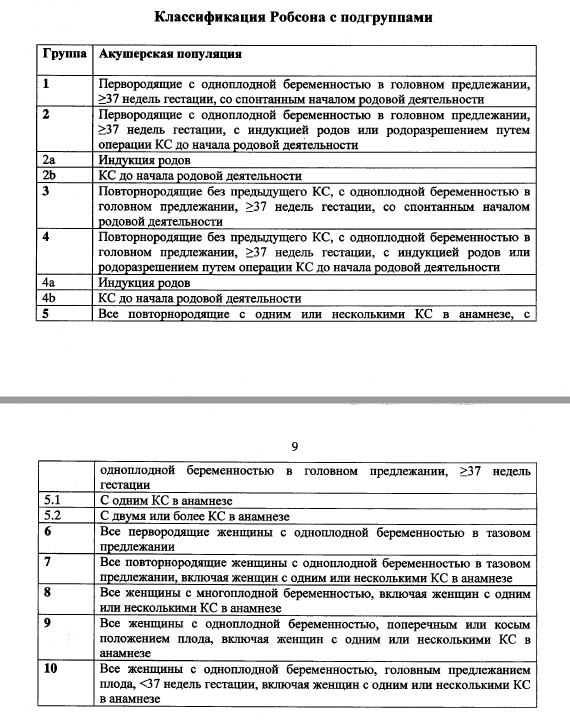 Классификация Робсона с подгруппами
Группа Акушерская популяция
1 Первородящие с одноплодной беременностью в головном предлежании,
≥37 недель гестации, со спонтанным началом родовой деятельности
2 Первородящие с одноплодной беременностью в головном предлежании,
≥37 недель гестации, с индукцией родов или родоразрешением путем
операции КС до начала родовой деятельности
2a Индукция родов
2b КС до начала родовой деятельности
3 Повторнородящие без предыдущего КС, с одноплодной беременностью в
головном предлежании, ≥37 недель гестации, со спонтанным началом
родовой деятельности
4 Повторнородящие без предыдущего КС, с одноплодной беременностью в
головном предлежании, ≥37 недель гестации, с индукцией родов или
родоразрешением путем операции КС до начала родовой деятельности
4a Индукция родов
4b КС до начала родовой деятельности
5 Все повторнородящие с одним или несколькими КС в анамнезе, с
9
одноплодной беременностью в головном предлежании, ≥37 недель
гестации
5.1 С одним КС в анамнезе
5.2 С двумя или более КС в анамнезе
6 Все первородящие женщины с одноплодной беременностью в тазовом
предлежании
7 Все повторнородящие женщины с одноплодной беременностью в тазовом
предлежании, включая женщин с одним или несколькими КС в анамнезе
8 Все женщины с многоплодной беременностью, включая женщин с одним
или несколькими КС в анамнезе
9 Все женщины с одноплодной беременностью, поперечным или косым
положением плода, включая женщин с одним или несколькими КС в
анамнезе
10 Все женщины с одноплодной беременностью, головным предлежанием
плода, <37 недель гестации, включая женщин с одним или несколькими КС
в анамнезе